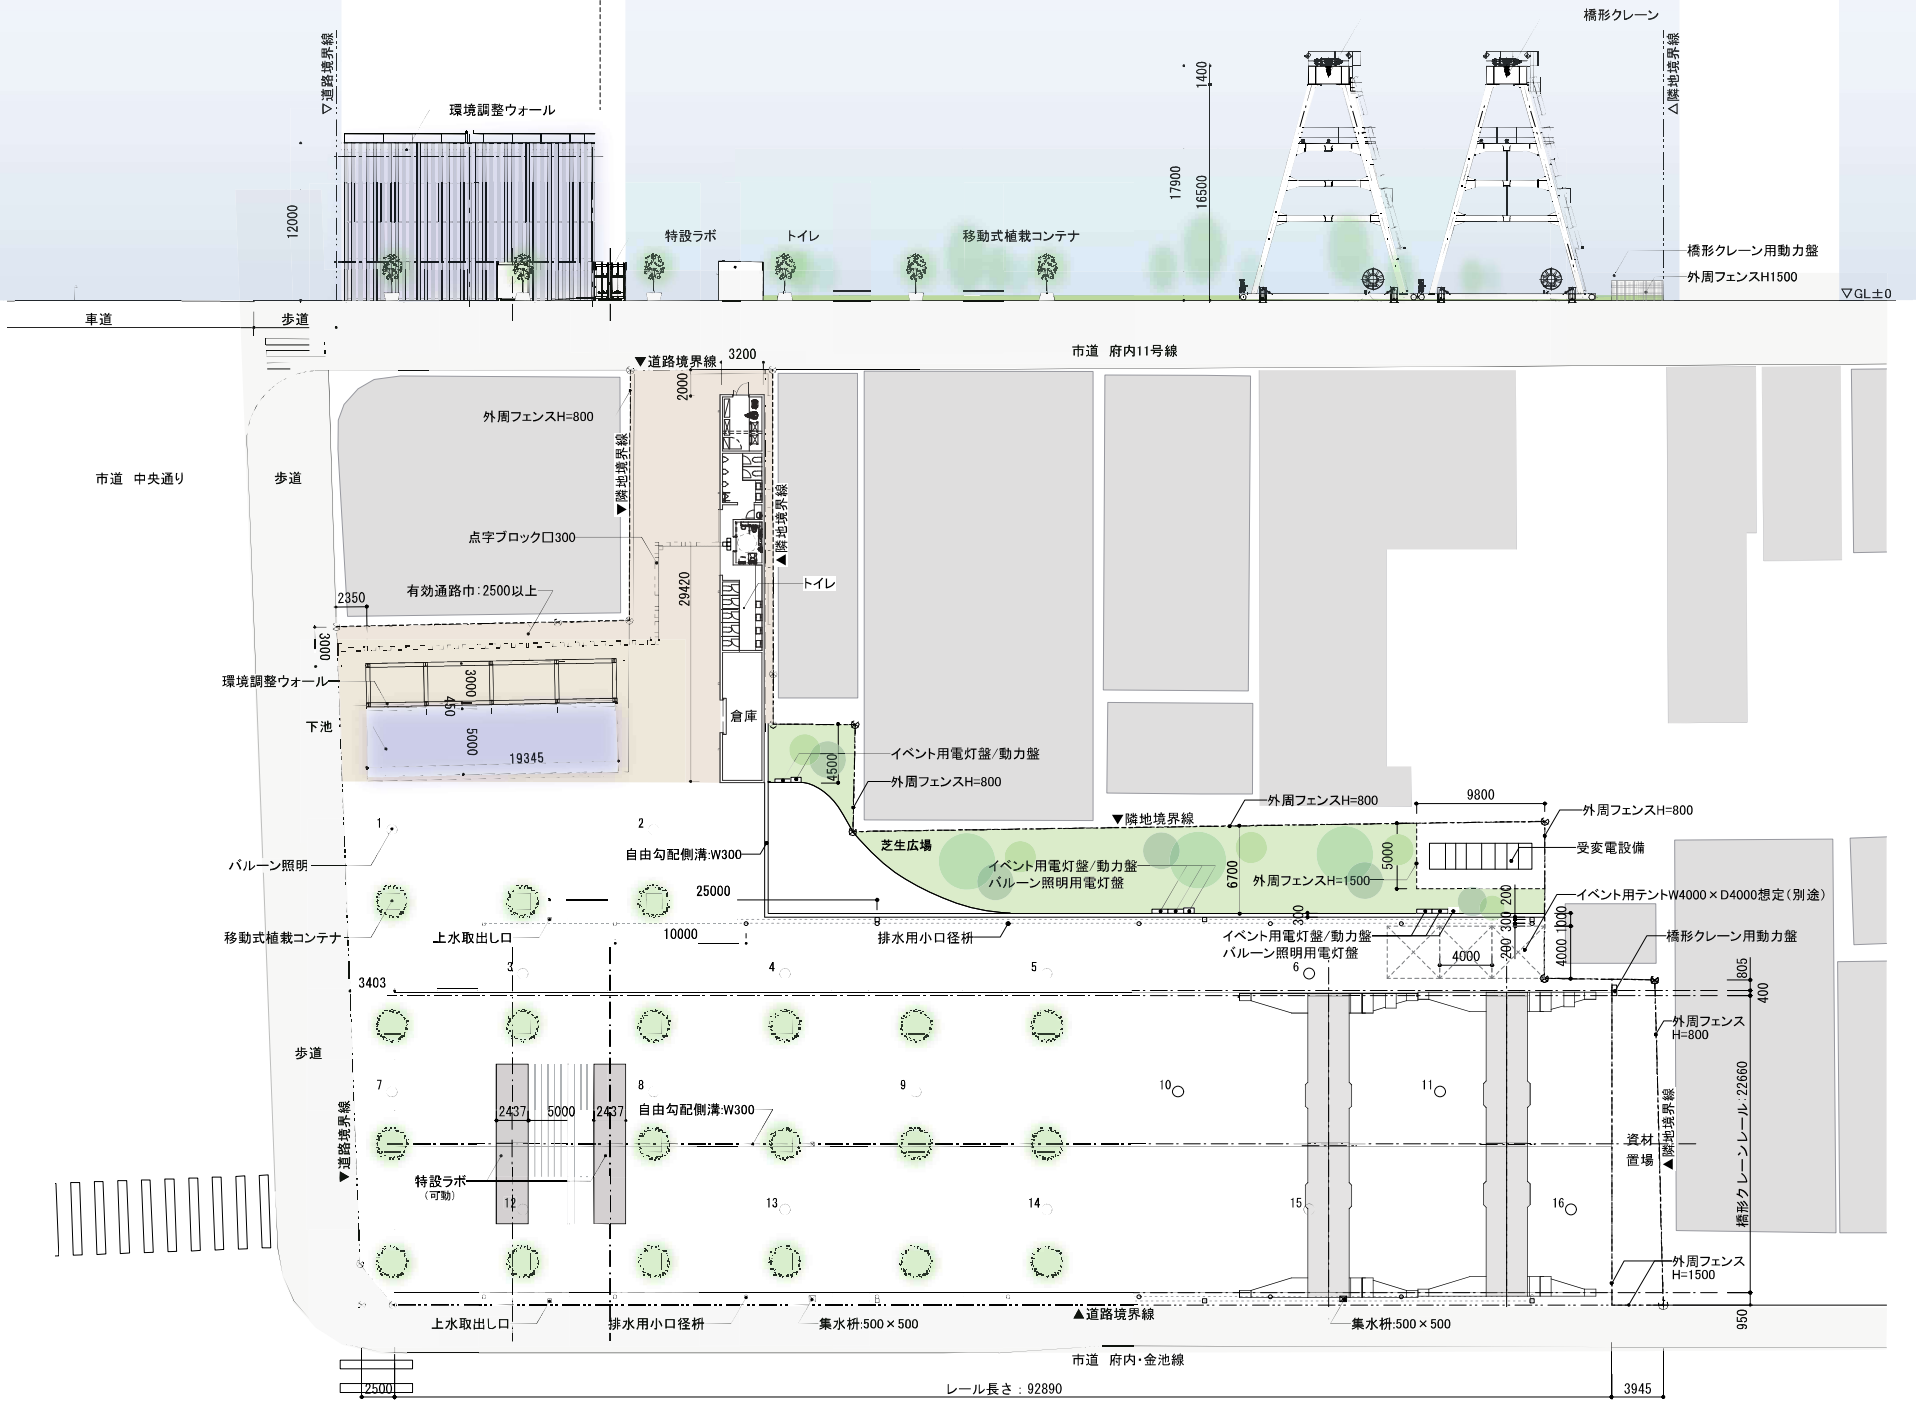 橋形クレーン
▽道路境界線
△隣地境界線
環境調整ウォール
1400
17900
16500
12000
特設ラボ
トイレ
移動式植栽コンテナ
橋形クレーン用動力盤
外周フェンスH1500
▽GL±0
車道
歩道
市道 府内11号線
▼道路境界線
3200
2000
外周フェンスH=800
▼隣地境界線
市道 中央通り
歩道
▲隣地境界線
点字ブロック口300
29420
トイレ
有効通路巾:2500以上
2350
3000
環境調整ウォール
3000
450
下池
5000
19345
倉庫
イベント用電灯盤/動力盤
4500
外周フェンスH=800
9800
外周フェンスH=800
外周フェンスH=800
▼隣地境界線
1
2
バルーン照明
自由勾配側溝:W300
芝生広場
受変電設備
イベント用電灯盤/動力盤
バルーン照明用電灯盤
6700
5000
外周フェンスH=1500
25000
200
イベント用テントW4000×D4000想定(別途)
300
300
1000
移動式植栽コンテナ
上水取出し口
10000
排水用小口径枡
イベント用電灯盤/動力盤
バルーン照明用電灯盤
200
4000
4000
橋形クレーン用動力盤
3
4
5
6
805
400
3403
外周フェンス
H=800
歩道
7
8
9
10
11
2437
5000
2437
自由勾配側溝:W300
▼道路境界線
橋形クレーンレール:22660
資材
置場
▲隣地境界線
特設ラボ
(可動)
12
13
14
15
16
外周フェンス
H=1500
上水取出し口
排水用小口径枡
集水枡:500×500
▲道路境界線
集水枡:500×500
950
市道 府内・金池線
2500
レール長さ : 92890
3945